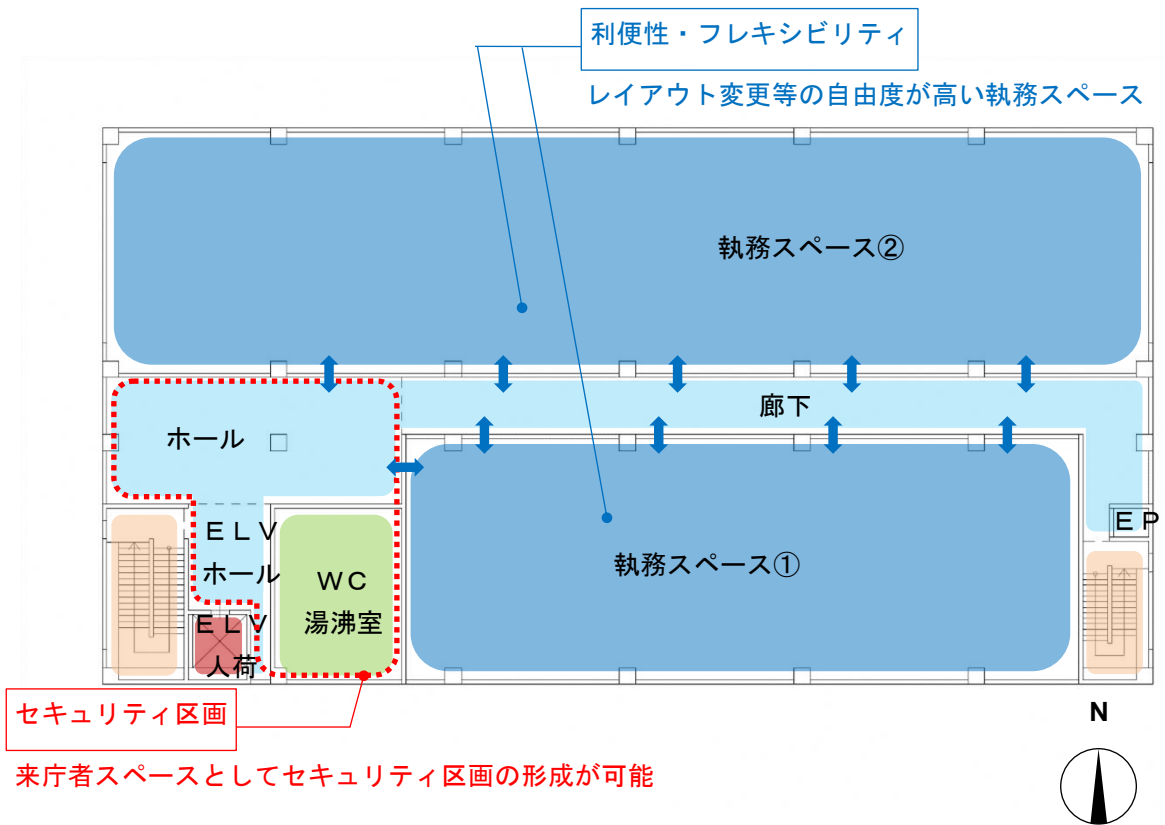 利便性・フレキシビリティ
レイアウト変更等の自由度が高い執務スペース
執務スペース②
廊下
ホール
ＥＬＶ
ホール
ＷＣ
湯沸室
ＥＬＶ
人荷
執務スペース①
ＥＰ
セキュリティ区画
来庁者スペースとしてセキュリティ区画の形成が可能
N